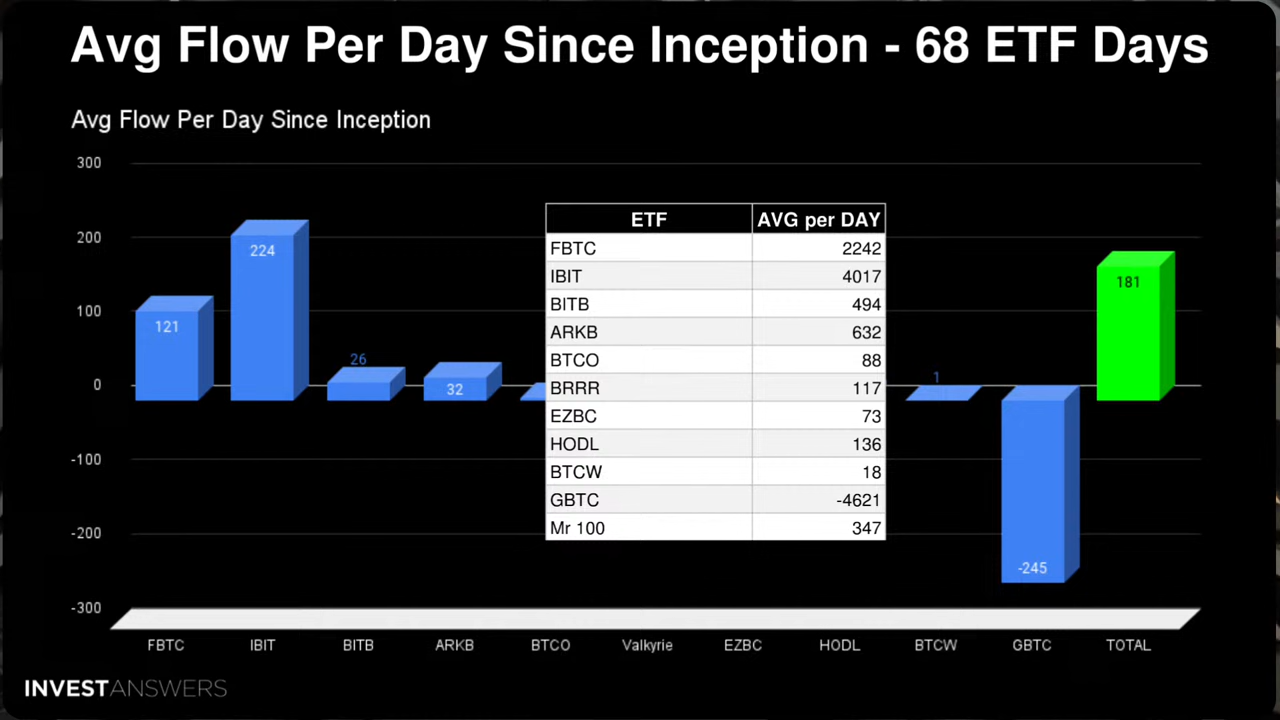 Avg Flow Per Day Since Inception - 68 ETF Days
Avg Flow Per Day Since Inception
300
200
100
0
-100
-200
-300
121
224
26
32
1
-245
181
ETF AVG per DAY
FBTC 2242
IBIT 4017
BITB 494
ARKB 632
BTCO 88
BRRR 117
EZBC 73
HODL 136
BTCW 18
GBTC -4621
Mr 100 347
FBTC IBIT BITB ARKB BTCO Valkyrie EZBC HODL BTCW GBTC TOTAL
INVESTANSWERS